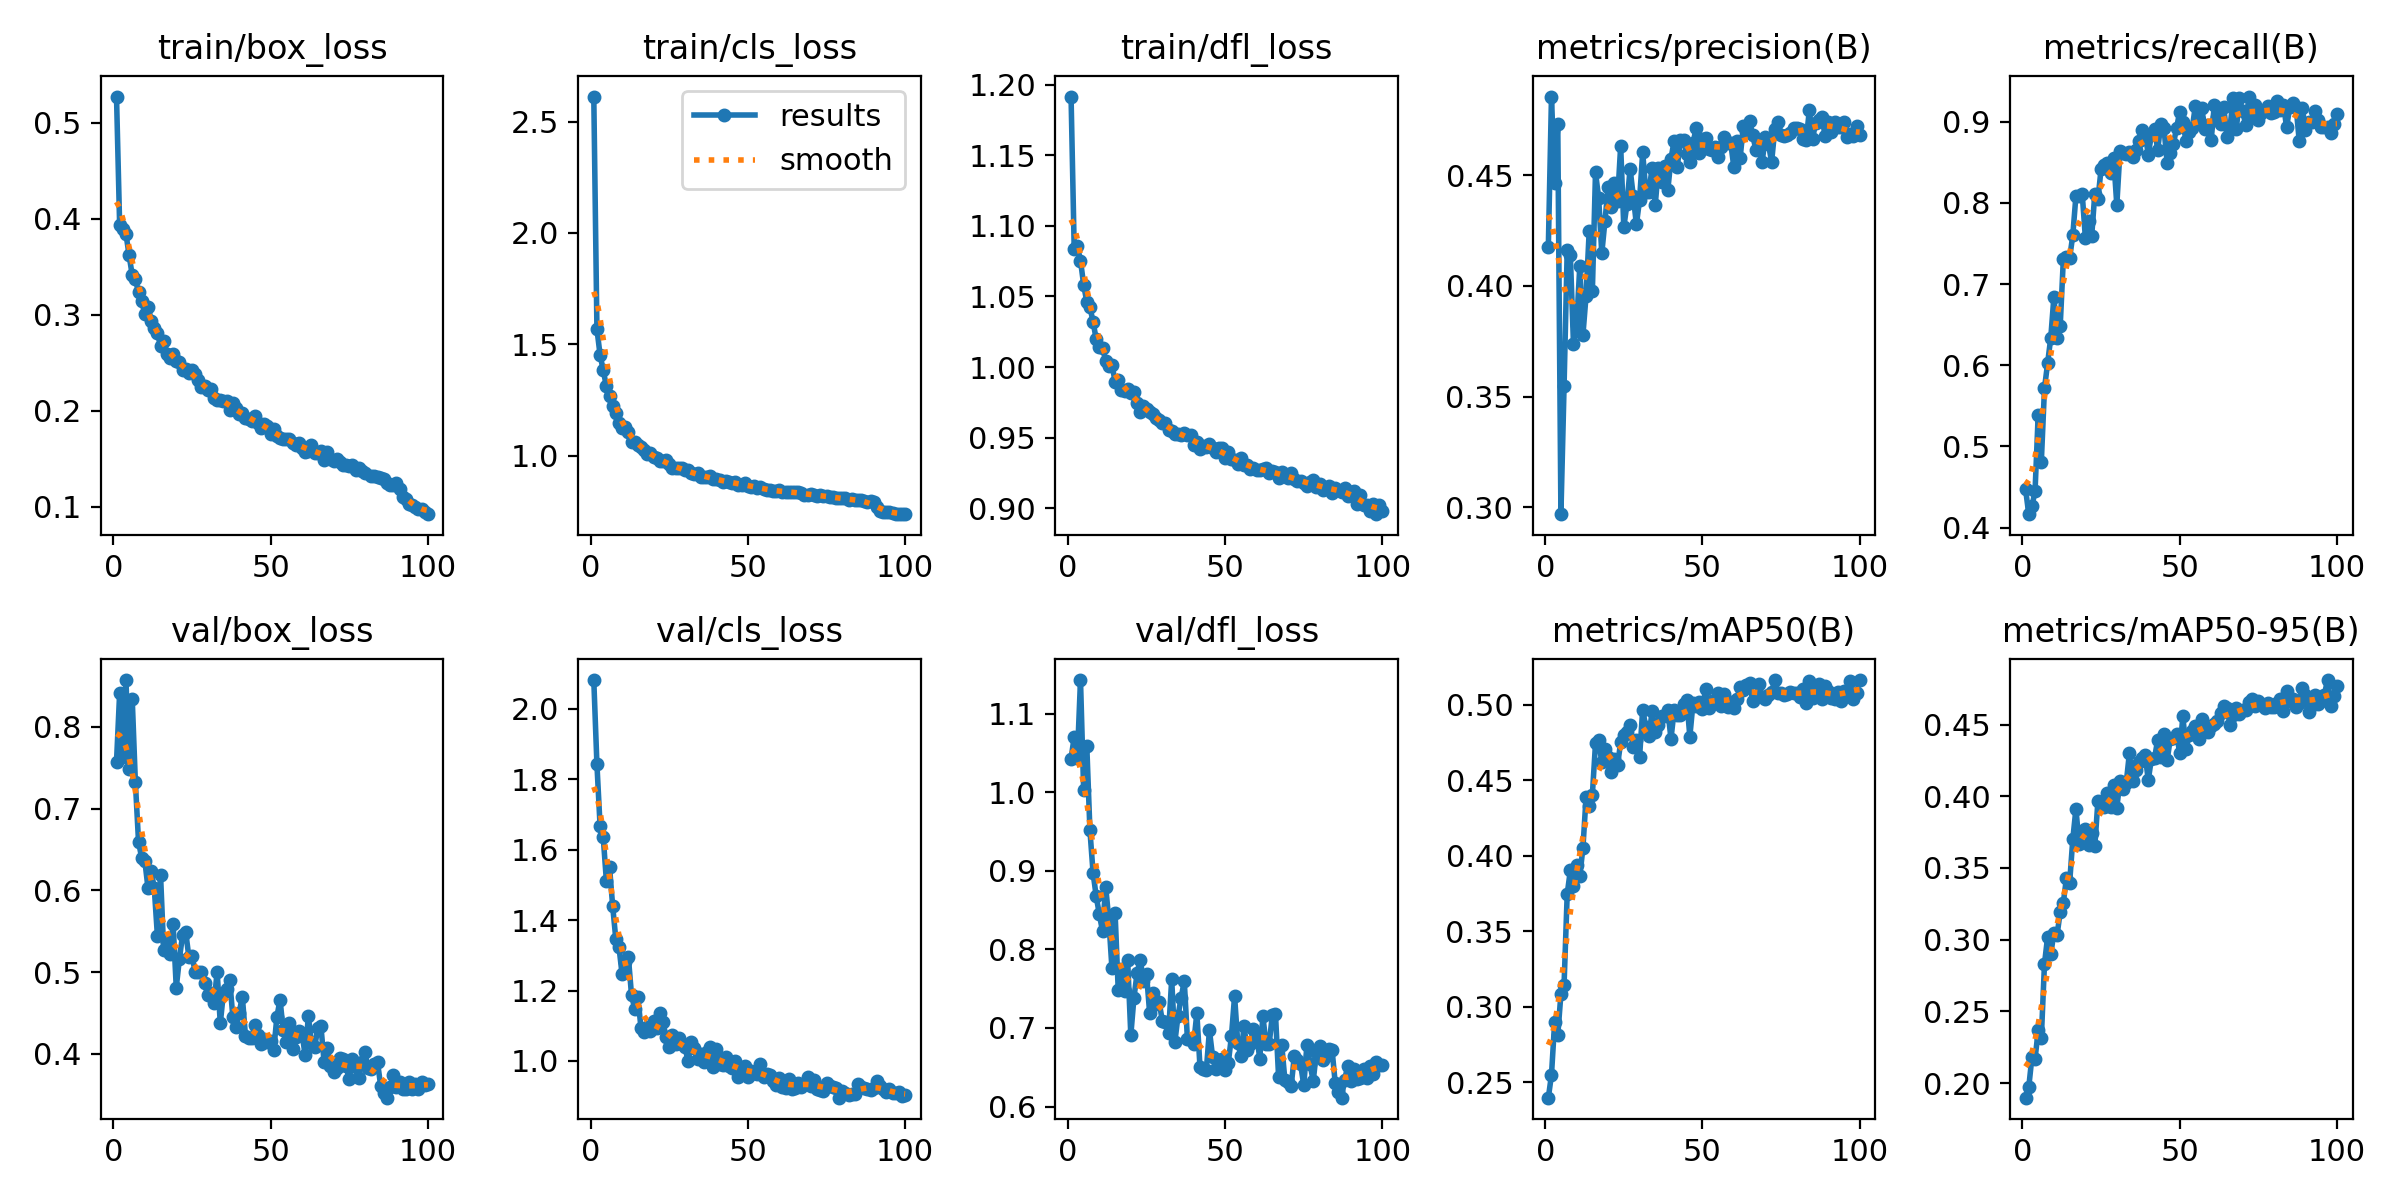 train/box_loss
0.5
0.4
0.3
0.2
0.1
0 50 100
train/cls_loss
results
smooth
2.5
2.0
1.5
1.0
0 50 100
train/dfl_loss
1.20
1.15
1.10
1.05
1.00
0.95
0.90
0 50 100
metrics/precision(B)
0.45
0.40
0.35
0.30
0 50 100
metrics/recall(B)
0.9
0.8
0.7
0.6
0.5
0.4
0 50 100
val/box_loss
0.8
0.7
0.6
0.5
0.4
0 50 100
val/cls_loss
2.0
1.8
1.6
1.4
1.2
1.0
0 50 100
val/dfl_loss
1.1
1.0
0.9
0.8
0.7
0.6
0 50 100
metrics/mAP50(B)
0.50
0.45
0.40
0.35
0.30
0.25
0 50 100
metrics/mAP50-95(B)
0.45
0.40
0.35
0.30
0.25
0.20
0 50 100